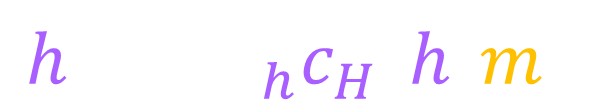 ℎ ₕc_H ℎ m